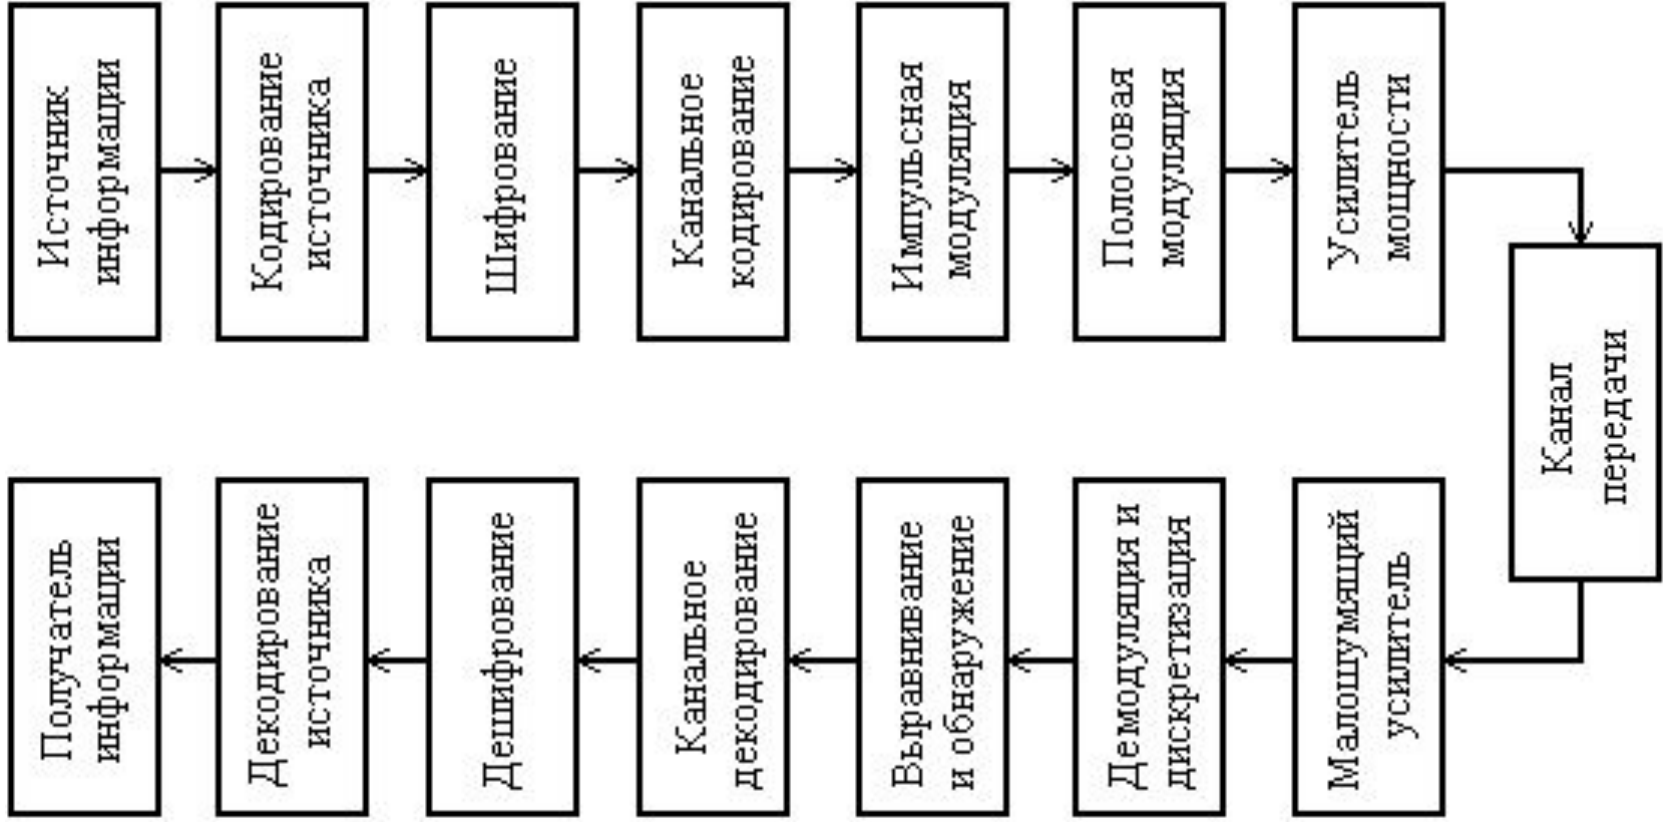 Источник
информации
Кодирование
источника
Шифрование
Канальное
кодирование
Импульсная
модуляция
Полосовая
модуляция
Усилитель
мощности
Канал
передачи
Малошумящий
усилитель
Демодуляция и
дискретизация
Выравнивание
и обнаружение
Канальное
декодирование
Дешифрование
Декодирование
источника
Получатель
информации